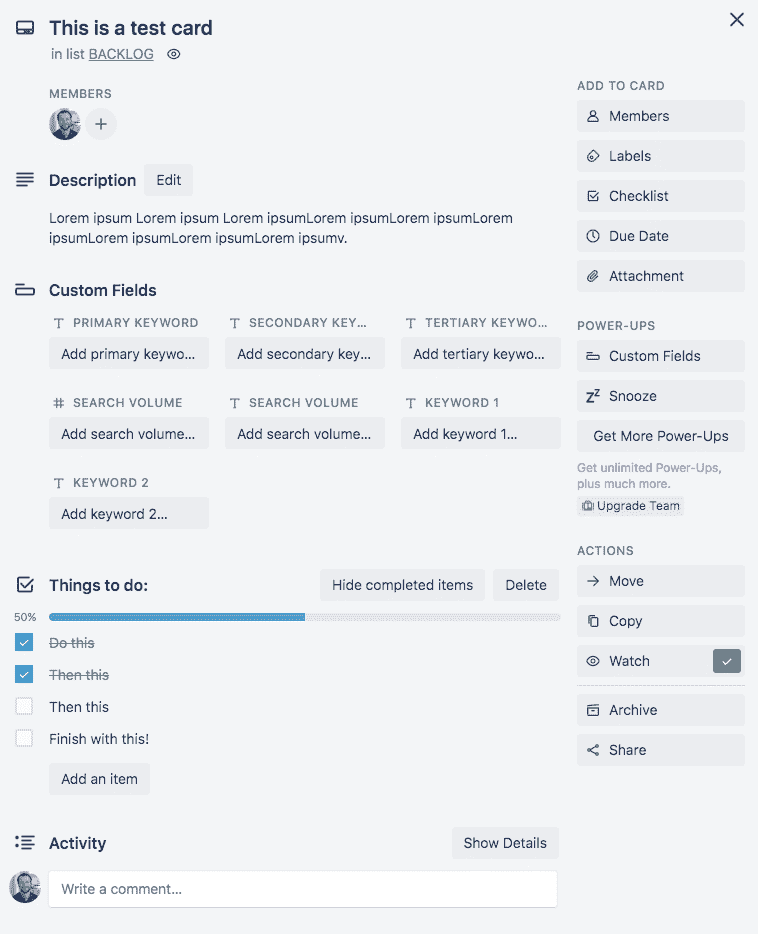 This is a test card
in list BACKLOG
MEMBERS
Description
Edit
Lorem ipsum Lorem ipsum Lorem ipsumLorem ipsumLorem ipsumLorem
ipsumLorem ipsumLorem ipsumLorem ipsumv.
Custom Fields
PRIMARY KEYWORD
SECONDARY KEY...
TERTIARY KEYWO...
Add primary keywo...
Add secondary key...
Add tertiary keywo...
SEARCH VOLUME
SEARCH VOLUME
KEYWORD 1
Add search volume...
Add search volume...
Add keyword 1...
KEYWORD 2
Add keyword 2...
Things to do:
Hide completed items
Delete
50%
Do this
Then this
Then this
Finish with this!
Add an item
Activity
Show Details
Write a comment...
ADD TO CARD
Members
Labels
Checklist
Due Date
Attachment
POWER-UPS
Custom Fields
Snooze
Get More Power-Ups
Get unlimited Power-Ups,
plus much more.
Upgrade Team
ACTIONS
Move
Copy
Watch
Archive
Share